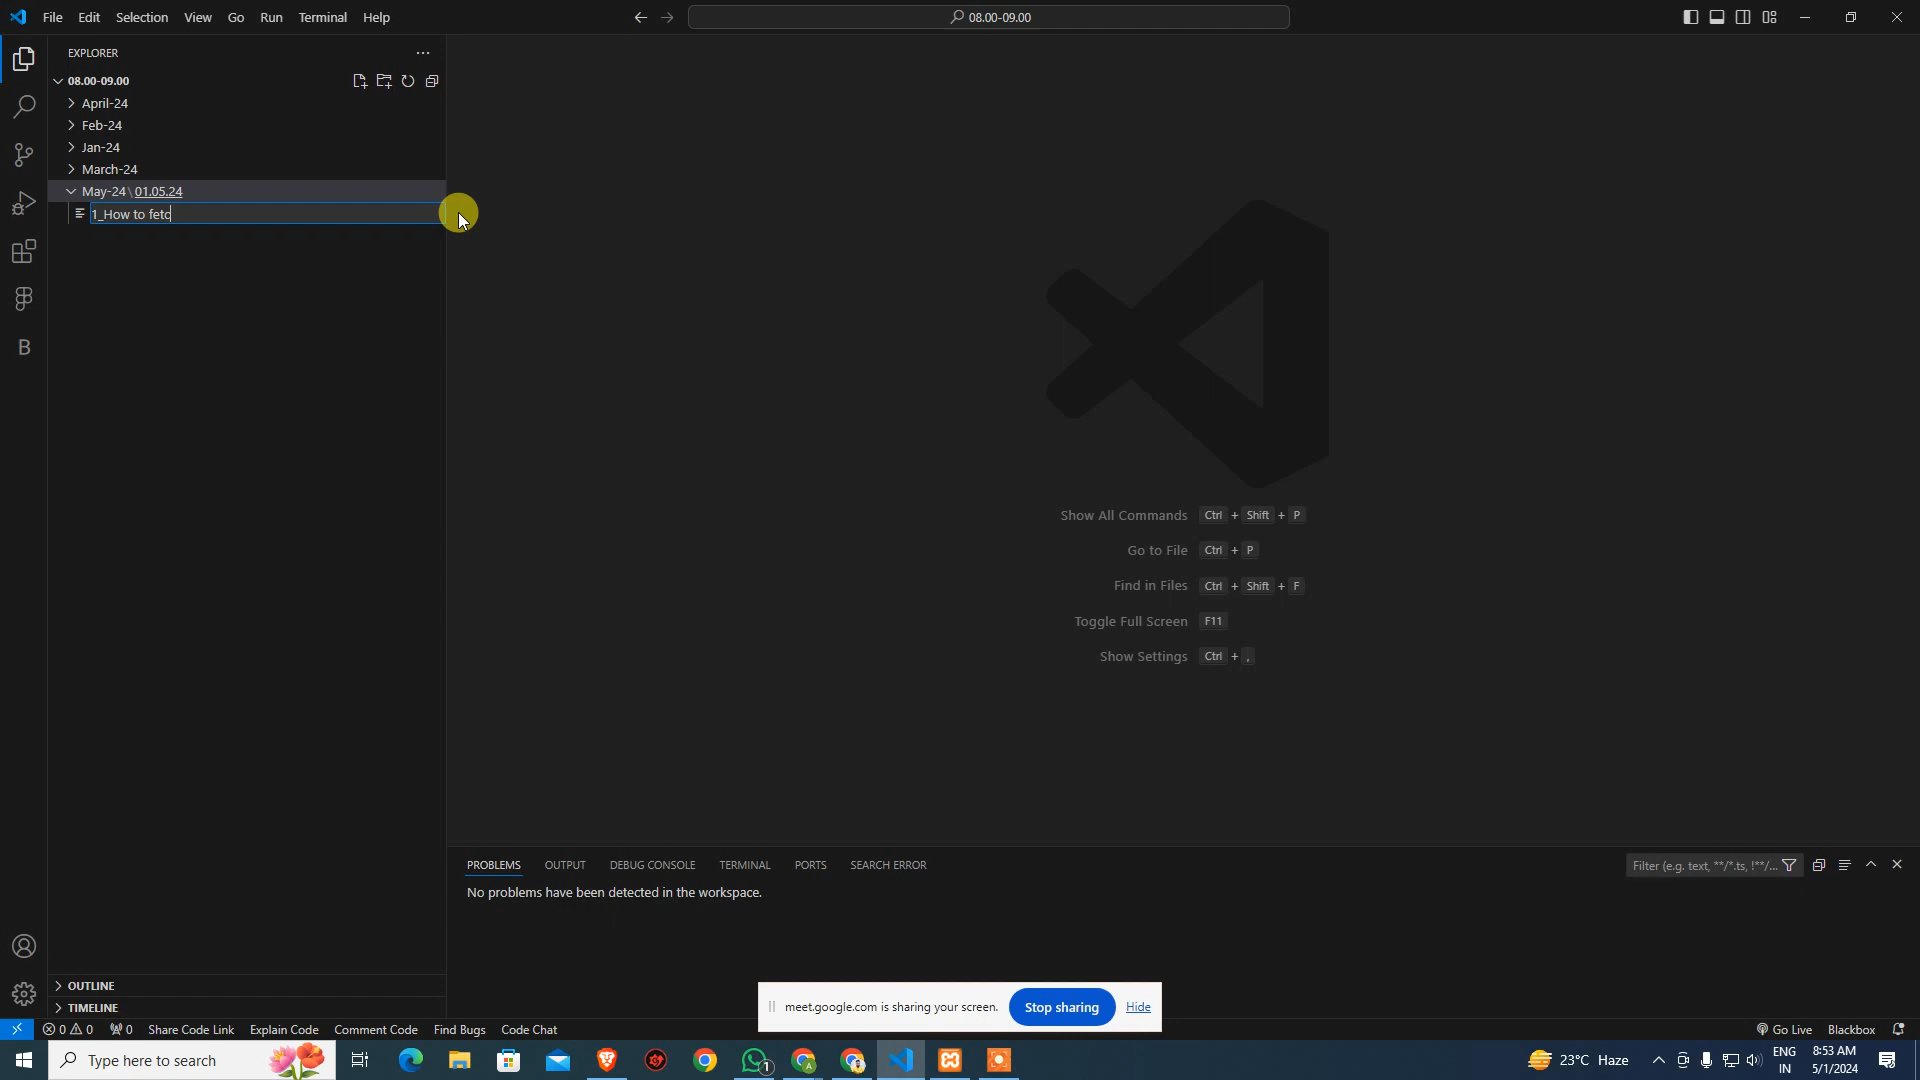 File Edit Selection View Go Run Terminal Help
08.00-09.00
EXPLORER
08.00-09.00
April-24
Feb-24
Jan-24
March-24
May-24\01.05.24
1_How to fetc
B
Show All Commands Ctrl + Shift + P
Go to File Ctrl + P
Find in Files Ctrl + Shift + F
Toggle Full Screen F11
Show Settings Ctrl + ,
PROBLEMS OUTPUT DEBUG CONSOLE TERMINAL PORTS SEARCH ERROR
Filter (e.g. text, **/*.ts, !**/...
No problems have been detected in the workspace.
OUTLINE
TIMELINE
meet.google.com is sharing your screen. Stop sharing Hide
0 0 0 Share Code Link Explain Code Comment Code Find Bugs Code Chat Go Live Blackbox
Type here to search
1
A
23°C Haze
ENG
IN
8:53 AM
5/1/2024